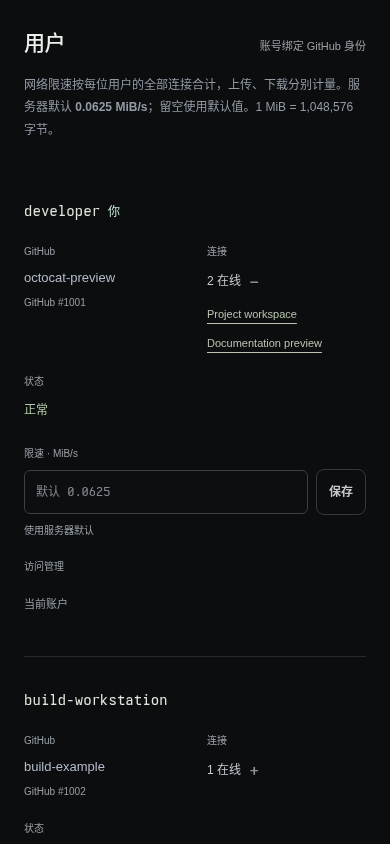 用户
账号绑定 GitHub 身份
网络限速按每位用户的全部连接合计，上传、下载分别计量。服
务器默认 0.0625 MiB/s；留空使用默认值。1 MiB = 1,048,576
字节。
developer 你
GitHub
连接
octocat-preview
2 在线 −
GitHub #1001
Project workspace
Documentation preview
状态
正常
限速 · MiB/s
默认 0.0625
保存
使用服务器默认
访问管理
当前账户
build-workstation
GitHub
连接
build-example
1 在线 +
GitHub #1002
状态